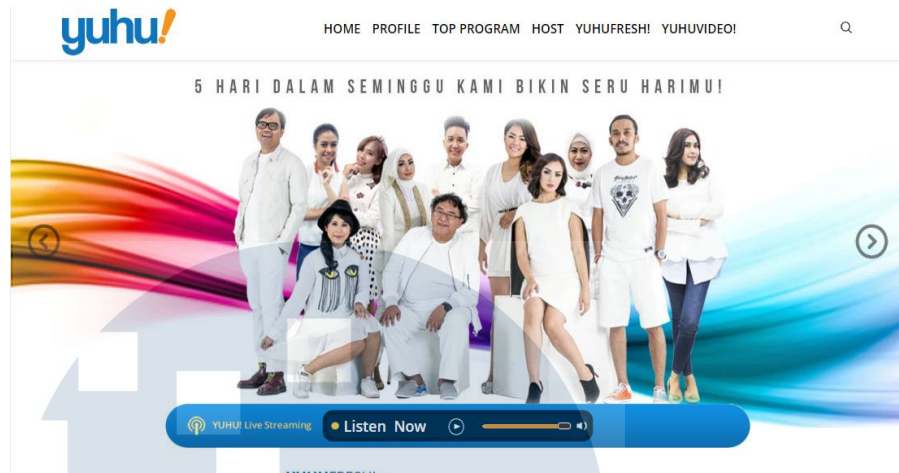 yuhu!
HOME PROFILE TOP PROGRAM HOST YUHUFRESH! YUHUVIDEO!
5 HARI DALAM SEMINGGU KAMI BIKIN SERU HARIMU!
YUHU! Live Streaming
Listen Now